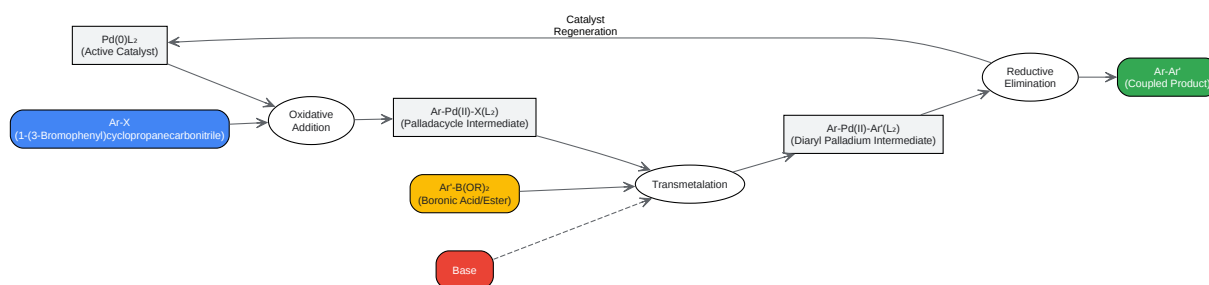 Catalyst
Regeneration
Pd(0)L₂
(Active Catalyst)
Ar-X
(1-(3-Bromophenyl)cyclopropanecarbonitrile)
Oxidative
Addition
Ar-Pd(II)-X(L₂)
(Palladacycle Intermediate)
Ar'-B(OR)₂
(Boronic Acid/Ester)
Base
Transmetalation
Ar-Pd(II)-Ar'(L₂)
(Diaryl Palladium Intermediate)
Reductive
Elimination
Ar-Ar'
(Coupled Product)